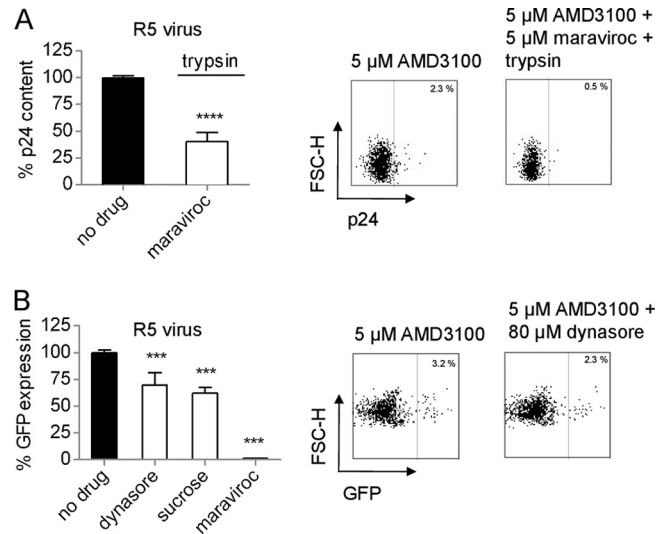 A
R5 virus
trypsin
% p24 content
125
100
75
50
25
0
****
no drug
maraviroc
5 µM AMD3100
2.3 %
5 µM AMD3100 +
5 µM maraviroc +
trypsin
0.5 %
FSC-H
p24
B
R5 virus
% GFP expression
125
100
75
50
25
0
***
***
***
no drug
dynasore
sucrose
maraviroc
5 µM AMD3100
3.2 %
5 µM AMD3100 +
80 µM dynasore
2.3 %
FSC-H
GFP